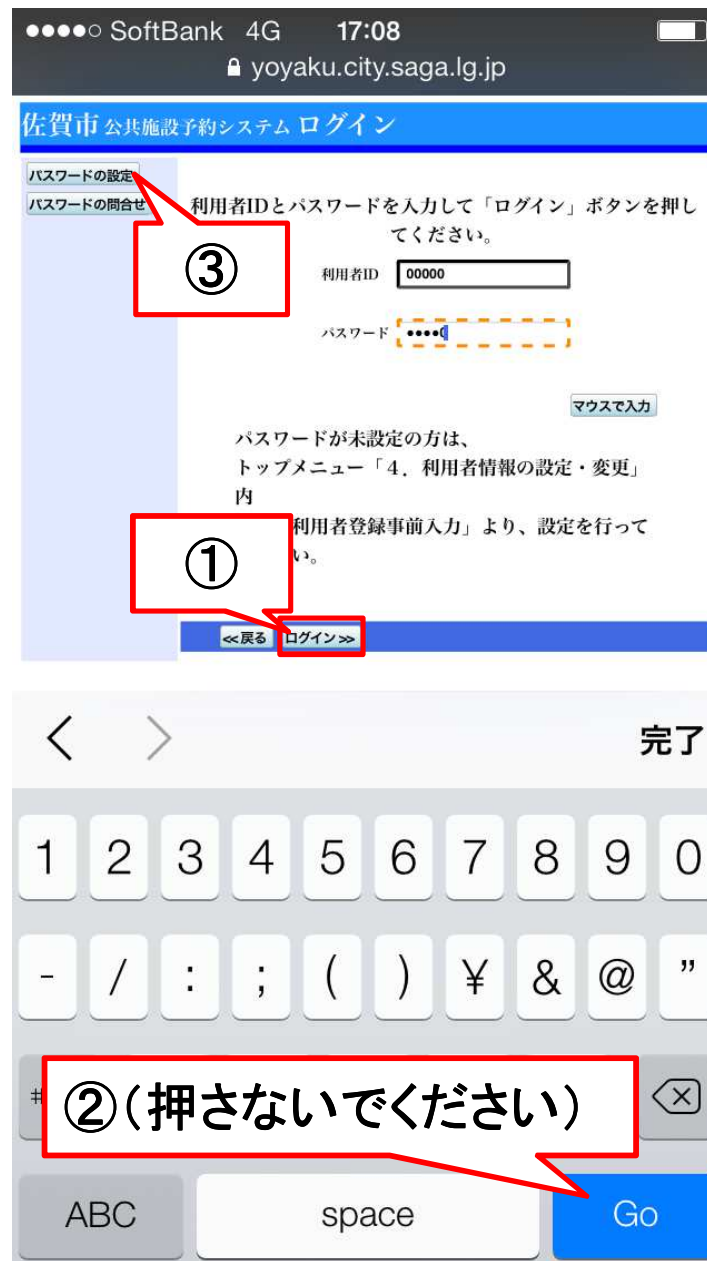 ●●●●○ SoftBank 4G 17:08
yoyaku.city.saga.lg.jp
佐賀市 公共施設予約システム ログイン
パスワードの設定
パスワードの問合せ
利用者IDとパスワードを入力して「ログイン」ボタンを押し
てください。
③
利用者ID 00000
パスワード ●●●●0
マウスで入力
パスワードが未設定の方は、
トップメニュー「４．利用者情報の設定・変更」
内
利用者登録事前入力」より、設定を行って
い。
①
<<戻る ログイン>>
< > 完了
1 2 3 4 5 6 7 8 9 0
- / : ; ( ) ¥ & @ ”
#
②(押さないでください)
ABC space Go